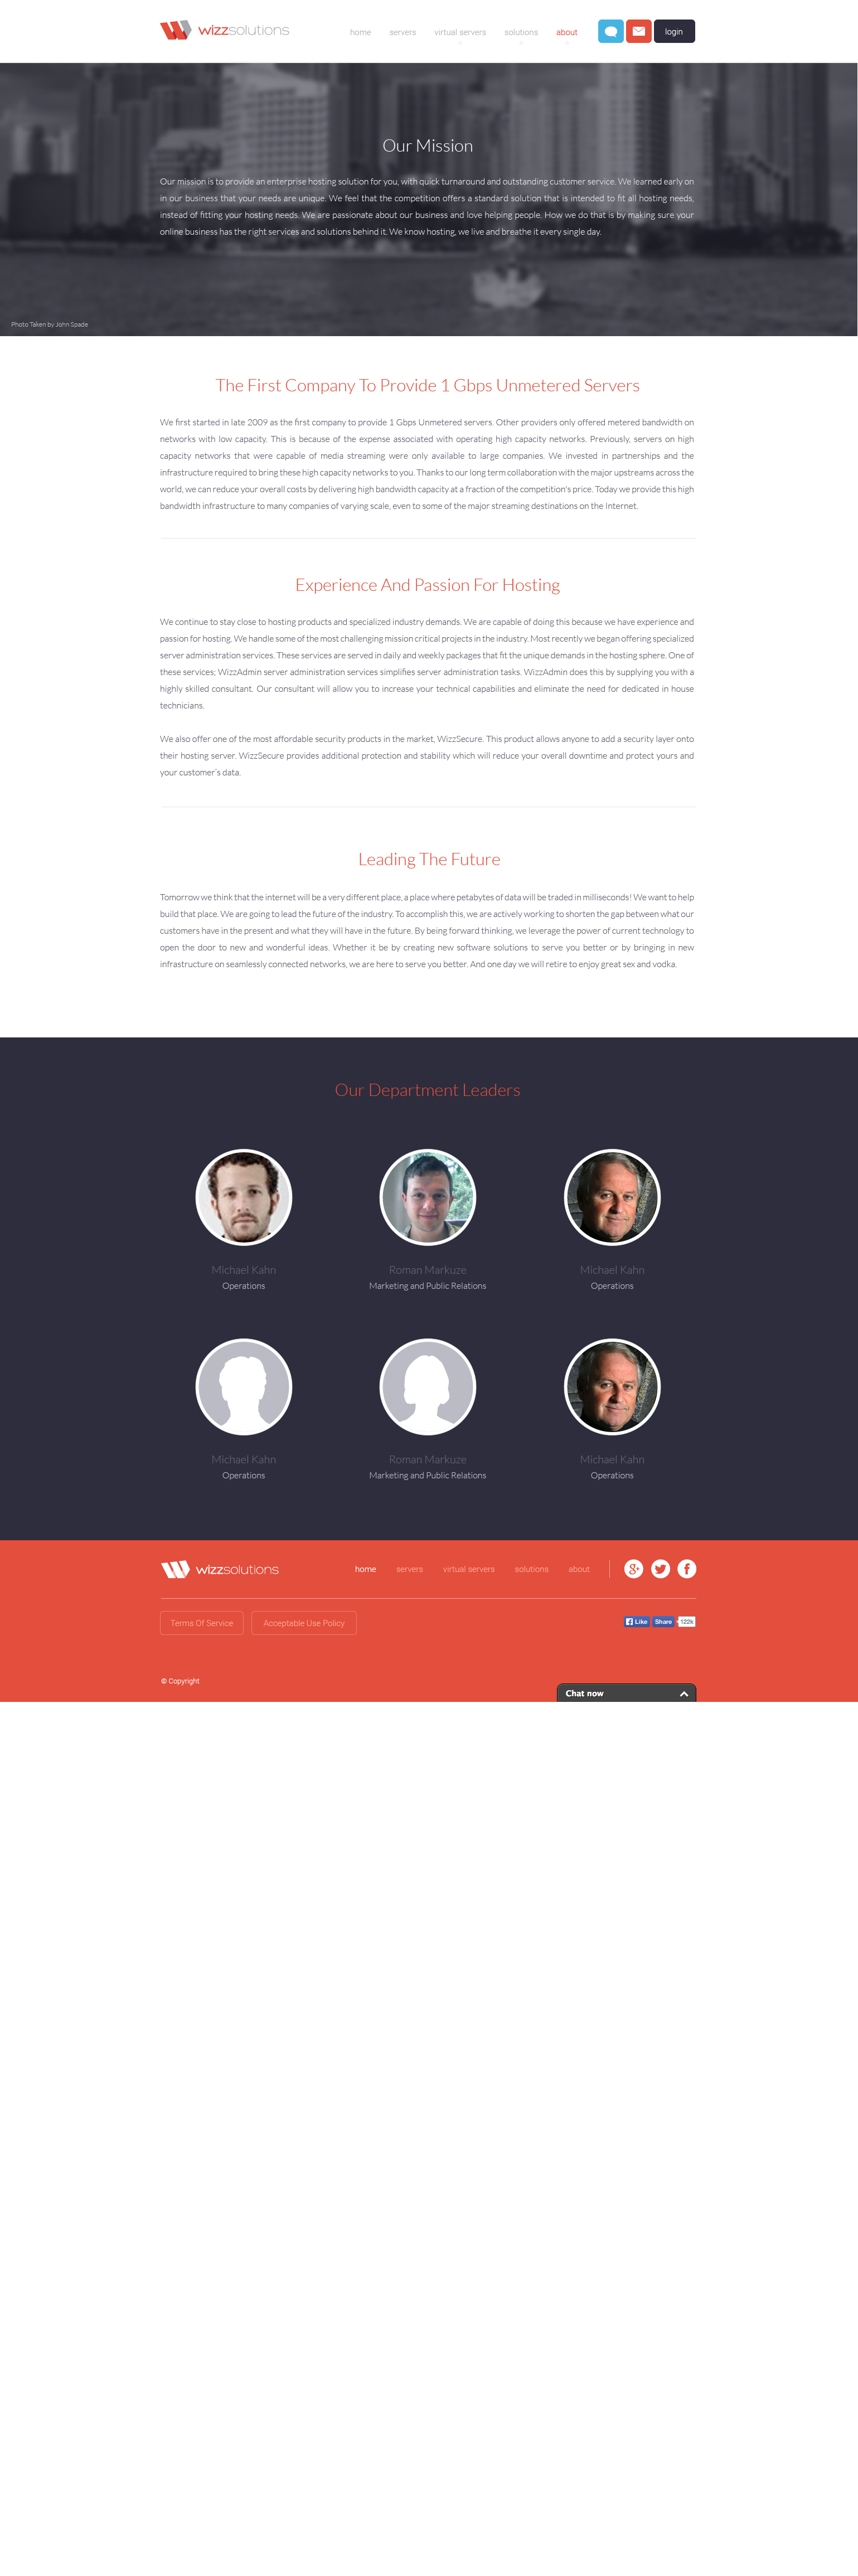 wizzsolutions
home servers virtual servers solutions about login
Our Mission
Our mission is to provide an enterprise hosting solution for you, with quick turnaround and outstanding customer service. We learned early on
in our business that your needs are unique. We feel that the competition offers a standard solution that is intended to fit all hosting needs,
instead of fitting your hosting needs. We are passionate about our business and love helping people. How we do that is by making sure your
online business has the right services and solutions behind it. We know hosting, we live and breathe it every single day.
Photo Taken by John Spade
The First Company To Provide 1 Gbps Unmetered Servers
We first started in late 2009 as the first company to provide 1 Gbps Unmetered servers. Other providers only offered metered bandwidth on
networks with low capacity. This is because of the expense associated with operating high capacity networks. Previously, servers on high
capacity networks that were capable of media streaming were only available to large companies. We invested in partnerships and the
infrastructure required to bring these high capacity networks to you. Thanks to our long term collaboration with the major upstreams across the
world, we can reduce your overall costs by delivering high bandwidth capacity at a fraction of the competition's price. Today we provide this high
bandwidth infrastructure to many companies of varying scale, even to some of the major streaming destinations on the Internet.
Experience And Passion For Hosting
We continue to stay close to hosting products and specialized industry demands. We are capable of doing this because we have experience and
passion for hosting. We handle some of the most challenging mission critical projects in the industry. Most recently we began offering specialized
server administration services. These services are served in daily and weekly packages that fit the unique demands in the hosting sphere. One of
these services; WizzAdmin server administration services simplifies server administration tasks. WizzAdmin does this by supplying you with a
highly skilled consultant. Our consultant will allow you to increase your technical capabilities and eliminate the need for dedicated in house
technicians.
We also offer one of the most affordable security products in the market, WizzSecure. This product allows anyone to add a security layer onto
their hosting server. WizzSecure provides additional protection and stability which will reduce your overall downtime and protect yours and
your customer's data.
Leading The Future
Tomorrow we think that the internet will be a very different place, a place where petabytes of data will be traded in milliseconds! We want to help
build that place. We are going to lead the future of the industry. To accomplish this, we are actively working to shorten the gap between what our
customers have in the present and what they will have in the future. By being forward thinking, we leverage the power of current technology to
open the door to new and wonderful ideas. Whether it be by creating new software solutions to serve you better or by bringing in new
infrastructure on seamlessly connected networks, we are here to serve you better. And one day we will retire to enjoy great sex and vodka.
Our Department Leaders
Michael Kahn Roman Markuze Michael Kahn
Operations Marketing and Public Relations Operations
Michael Kahn Roman Markuze Michael Kahn
Operations Marketing and Public Relations Operations
wizzsolutions home servers virtual servers solutions about
Terms Of Service Acceptable Use Policy Like Share 122k
© Copyright
Chat now